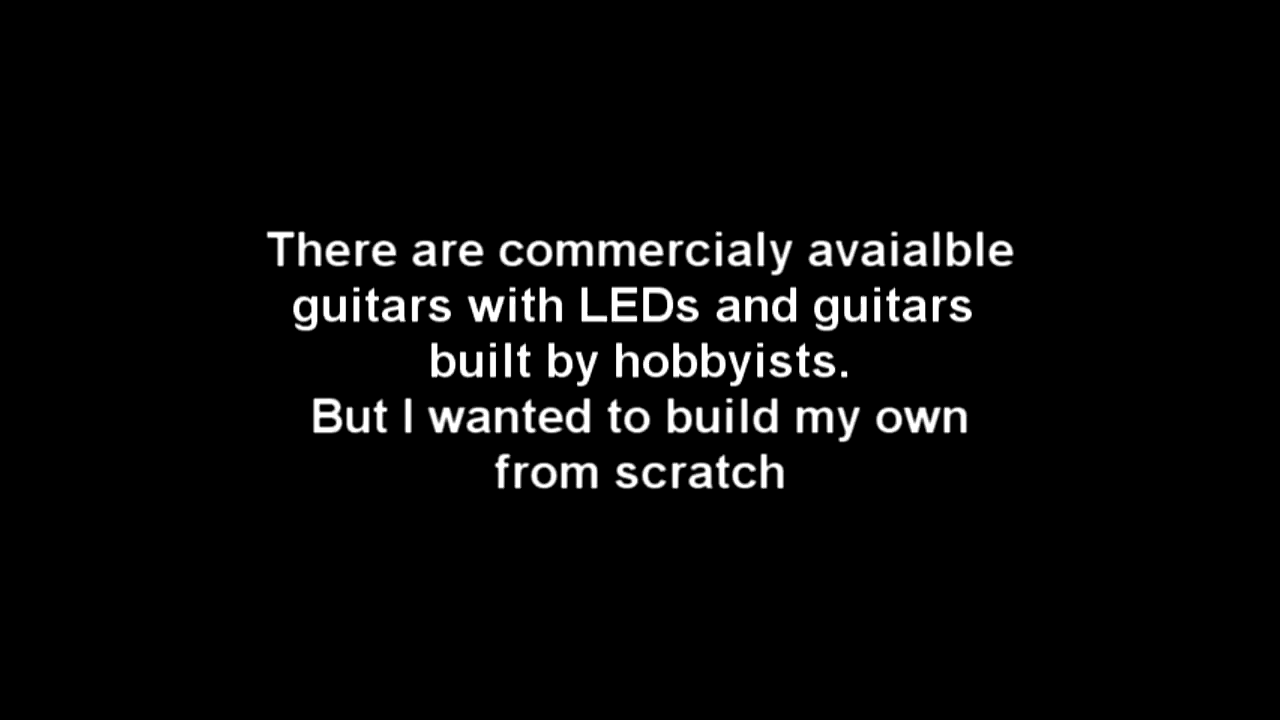 There are commercialy avaialble
guitars with LEDs and guitars
built by hobbyists.
But I wanted to build my own
from scratch